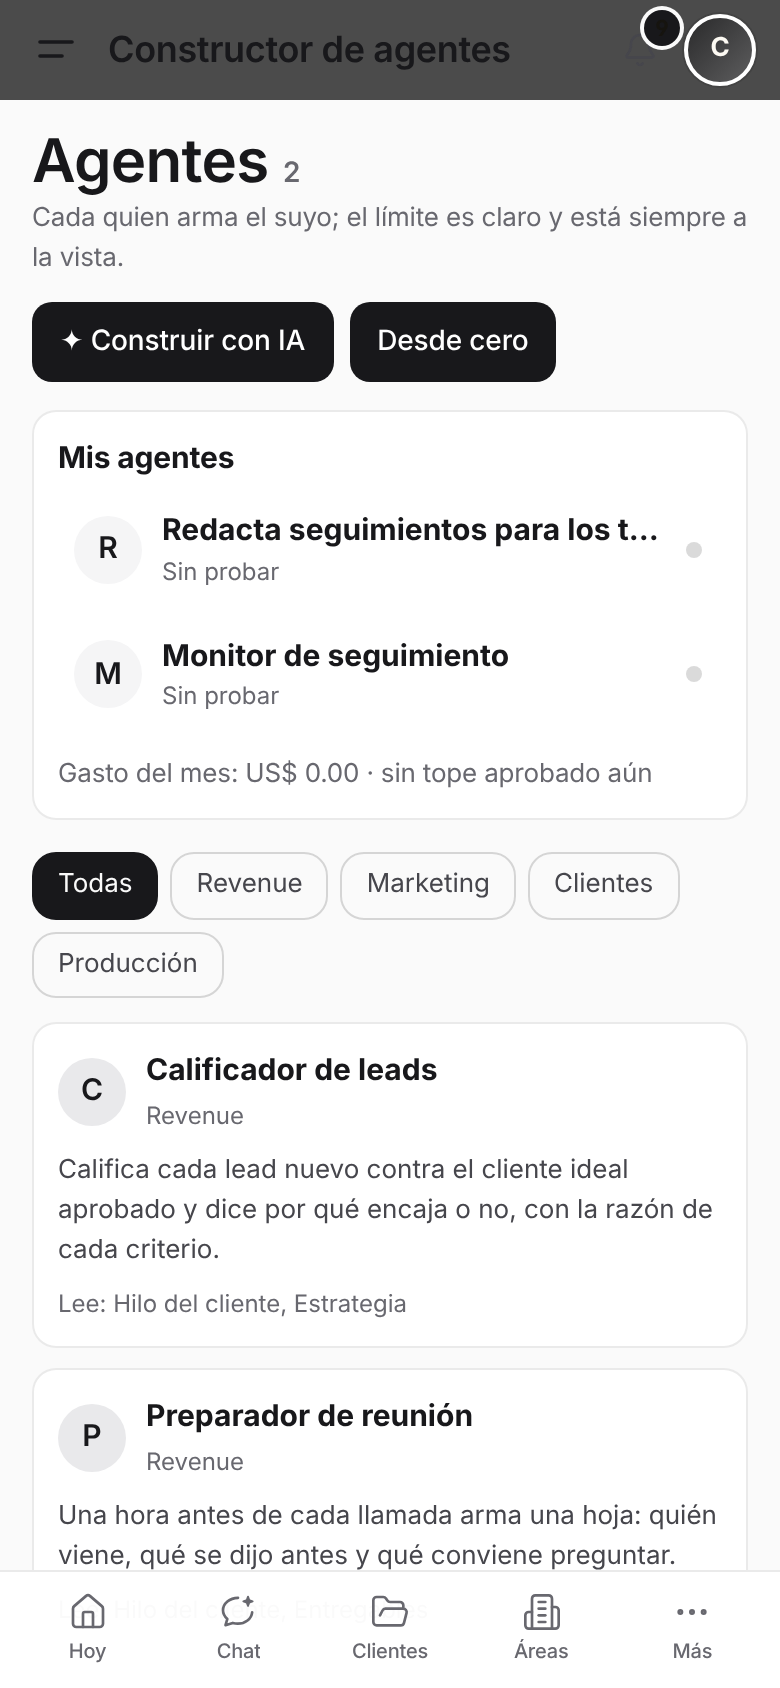 Constructor de agentes
C
Agentes 2
Cada quien arma el suyo; el límite es claro y está siempre a
la vista.
✦ Construir con IA
Desde cero
Mis agentes
R
Redacta seguimientos para los t...
Sin probar
M
Monitor de seguimiento
Sin probar
Gasto del mes: US$ 0.00 · sin tope aprobado aún
Todas
Revenue
Marketing
Clientes
Producción
C
Calificador de leads
Revenue
Califica cada lead nuevo contra el cliente ideal
aprobado y dice por qué encaja o no, con la razón de
cada criterio.
Lee: Hilo del cliente, Estrategia
P
Preparador de reunión
Revenue
Una hora antes de cada llamada arma una hoja: quién
viene, qué se dijo antes y qué conviene preguntar.
Hoy
Chat
Clientes
Áreas
Más